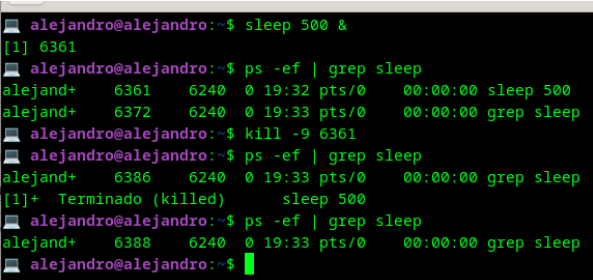 alejandro@alejandro:~$ sleep 500 &
[1] 6361
alejandro@alejandro:~$ ps -ef | grep sleep
alejand+    6361    6240  0 19:32 pts/0    00:00:00 sleep 500
alejand+    6372    6240  0 19:33 pts/0    00:00:00 grep sleep
alejandro@alejandro:~$ kill -9 6361
alejandro@alejandro:~$ ps -ef | grep sleep
alejand+    6386    6240  0 19:33 pts/0    00:00:00 grep sleep
[1]+  Terminado (killed)      sleep 500
alejandro@alejandro:~$ ps -ef | grep sleep
alejand+    6388    6240  0 19:33 pts/0    00:00:00 grep sleep
alejandro@alejandro:~$